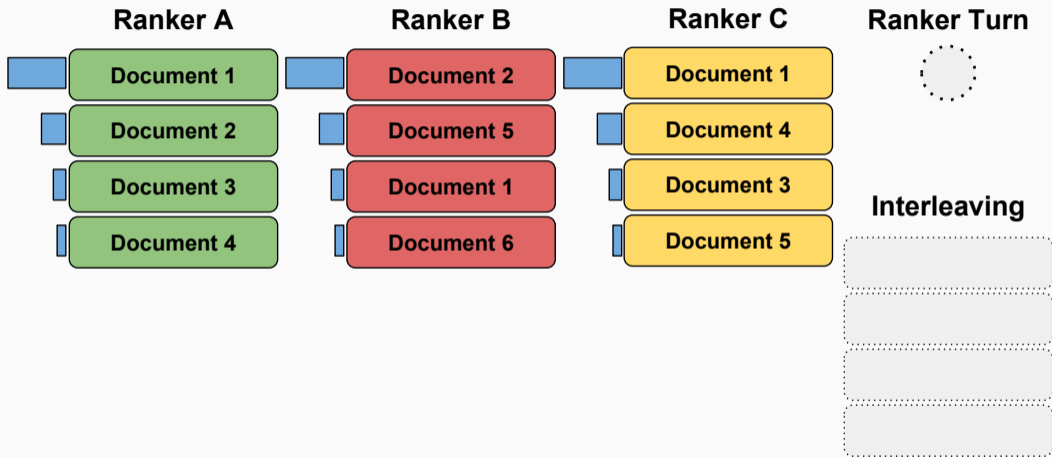 Ranker A
Ranker B
Ranker C
Ranker Turn
Document 1
Document 2
Document 1
Document 2
Document 5
Document 4
Document 3
Document 1
Document 3
Interleaving
Document 4
Document 6
Document 5